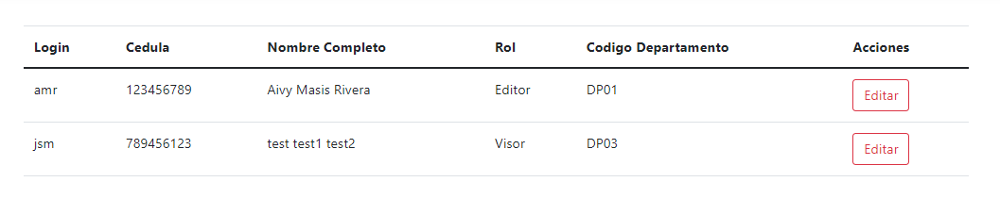 Login Cedula Nombre Completo Rol Codigo Departamento Acciones
amr 123456789 Aivy Masis Rivera Editor DP01 Editar
jsm 789456123 test test1 test2 Visor DP03 Editar